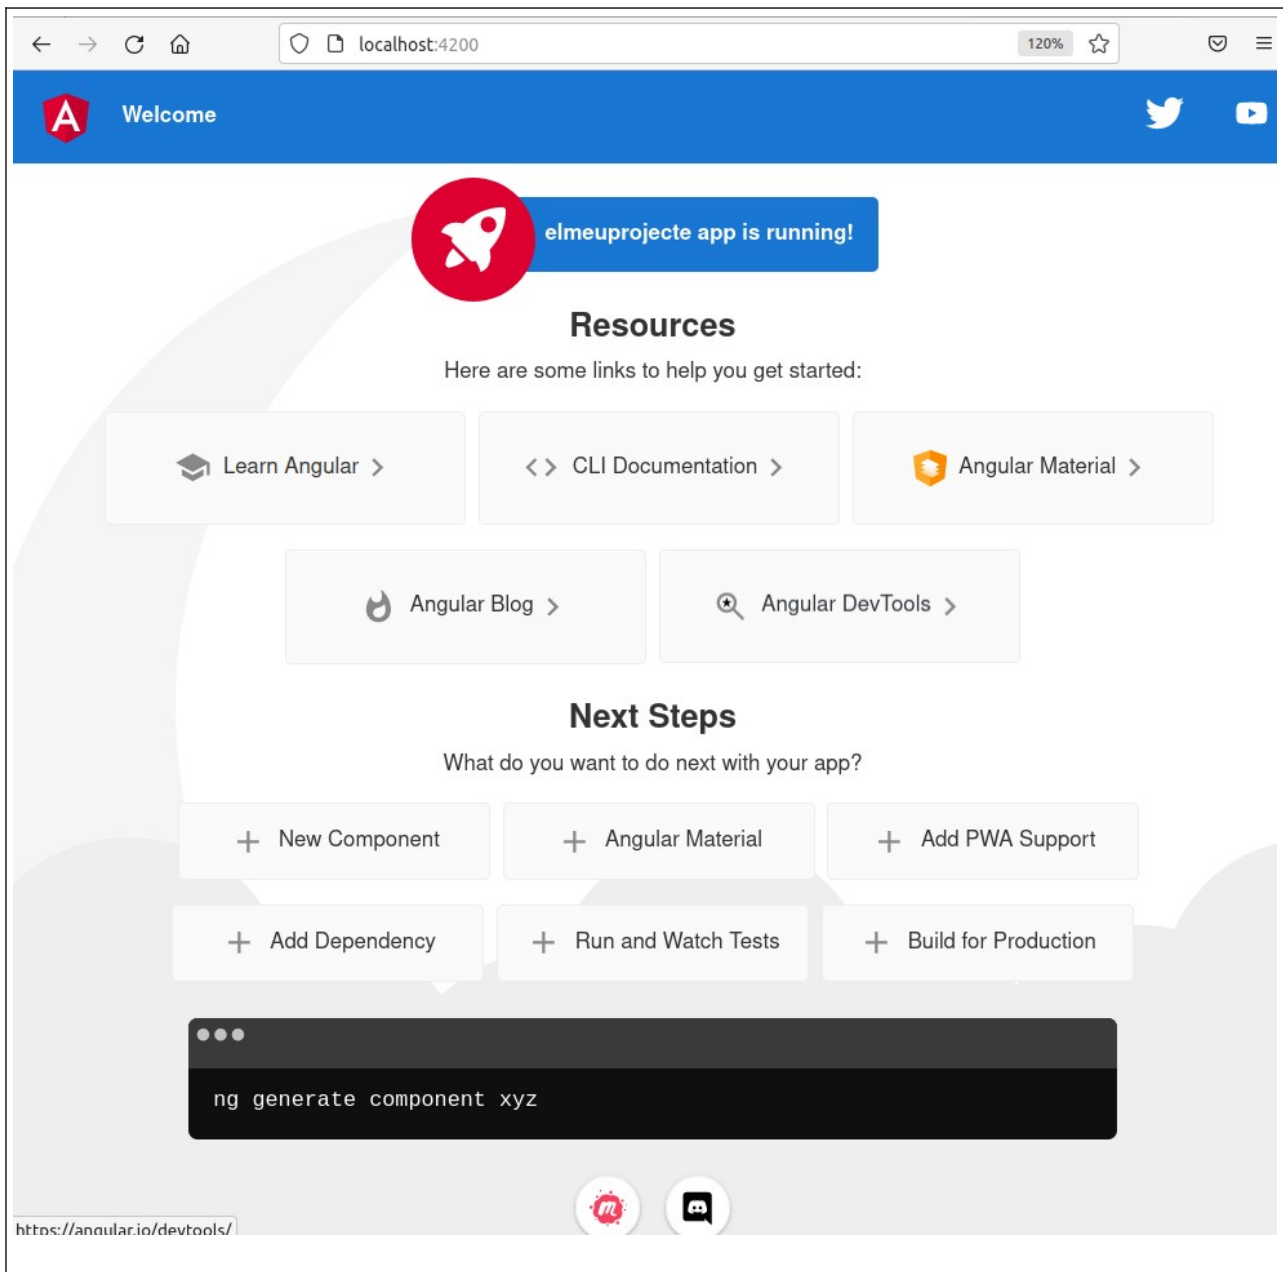 localhost:4200 120%
Welcome
elmeuprojecte app is running!
Resources
Here are some links to help you get started:
Learn Angular CLI Documentation Angular Material
Angular Blog Angular DevTools
Next Steps
What do you want to do next with your app?
New Component Angular Material Add PWA Support
Add Dependency Run and Watch Tests Build for Production
ng generate component xyz
https://angular.io/devtools/